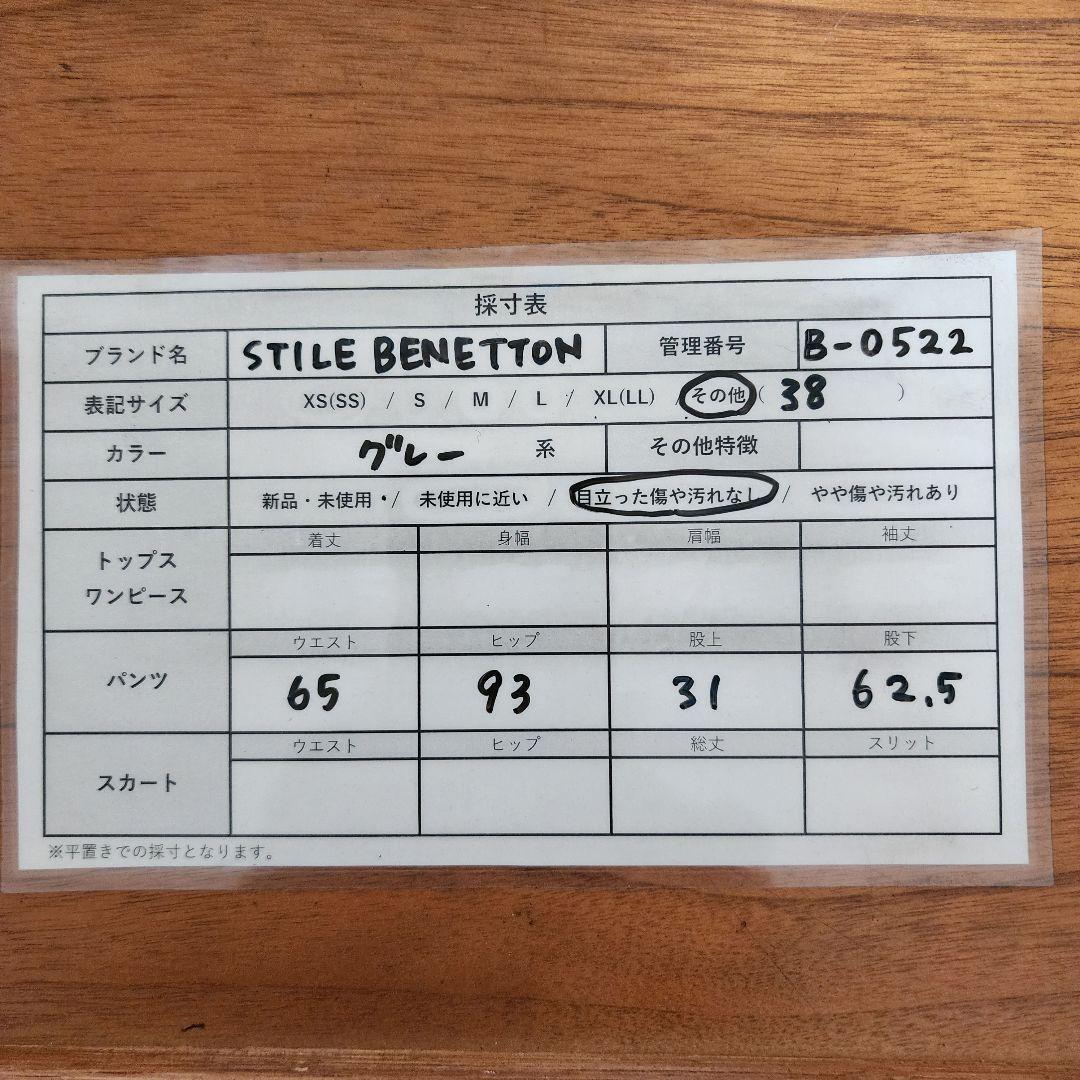 採寸表
ブランド名 STILE BENETTON 管理番号 B-0522
表記サイズ XS(SS) / S / M / L / XL(LL) / その他 ( 38 )
カラー グレー 系 その他特徴
状態 新品・未使用 / 未使用に近い / 目立った傷や汚れなし / やや傷や汚れあり
着丈 身幅 肩幅 袖丈
トップス
ワンピース
ウエスト ヒップ 股上 股下
パンツ 65 93 31 62.5
ウエスト ヒップ 総丈 スリット
スカート
※平置きでの採寸となります。